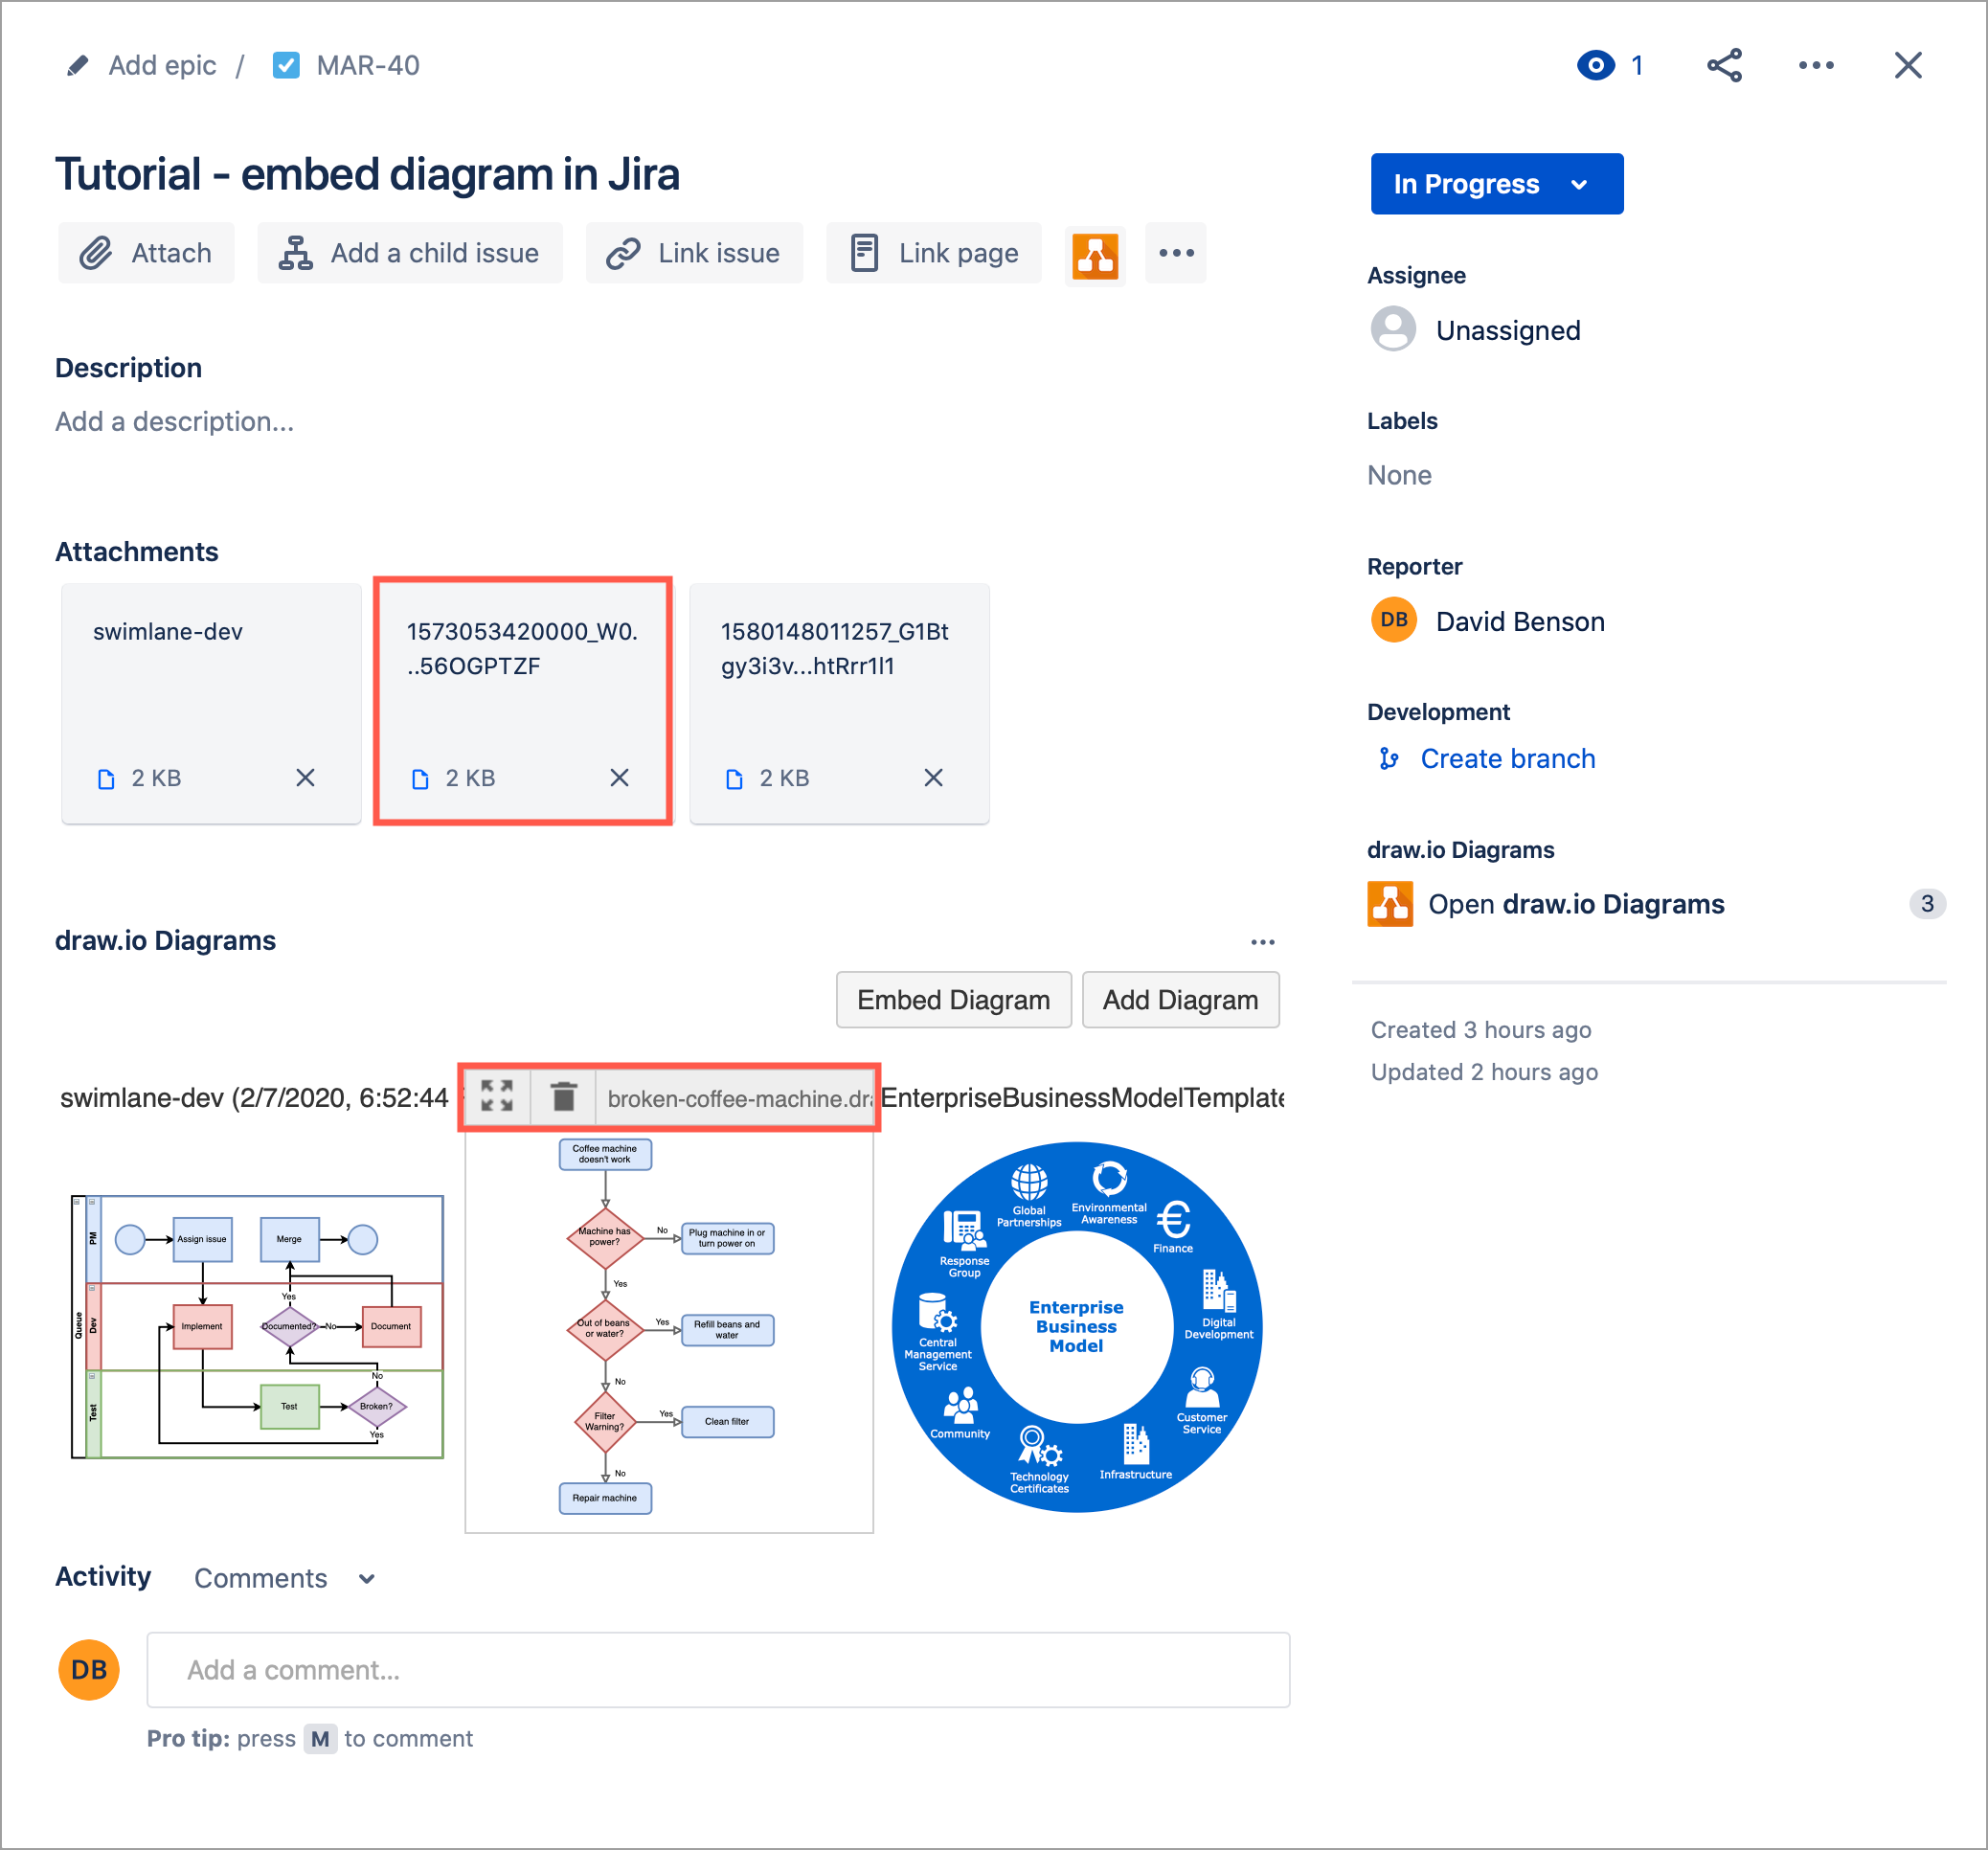 Add epic / MAR-40
1
Tutorial - embed diagram in Jira
Attach
Add a child issue
Link issue
Link page
Description
Add a description...
Attachments
swimlane-dev
2 KB
1573053420000_W0.
..56OGPTZF
2 KB
1580148011257_G1Bt
gy3i3v...htRrr1l1
2 KB
draw.io Diagrams
Embed Diagram
Add Diagram
swimlane-dev (2/7/2020, 6:52:44
broken-coffee-machine.dra
EnterpriseBusinessModelTemplate
Queue
PM
Dev
Test
Assign issue
Merge
Implement
Yes
Documented?
No
Document
No
Test
Broken?
Yes
Coffee machine
doesn't work
Machine has
power?
No
Plug machine in or
turn power on
Yes
Out of beans
or water?
Yes
Refill beans and
water
No
Filter
Warning?
Yes
Clean filter
No
Repair machine
Enterprise
Business
Model
Global
Partnerships
Environmental
Awareness
Finance
Digital
Development
Customer
Service
Infrastructure
Technology
Certificates
Community
Central
Management
Service
Response
Group
Activity
Comments
DB
Add a comment...
Pro tip: press M to comment
In Progress
Assignee
Unassigned
Labels
None
Reporter
DB
David Benson
Development
Create branch
draw.io Diagrams
Open draw.io Diagrams
3
Created 3 hours ago
Updated 2 hours ago